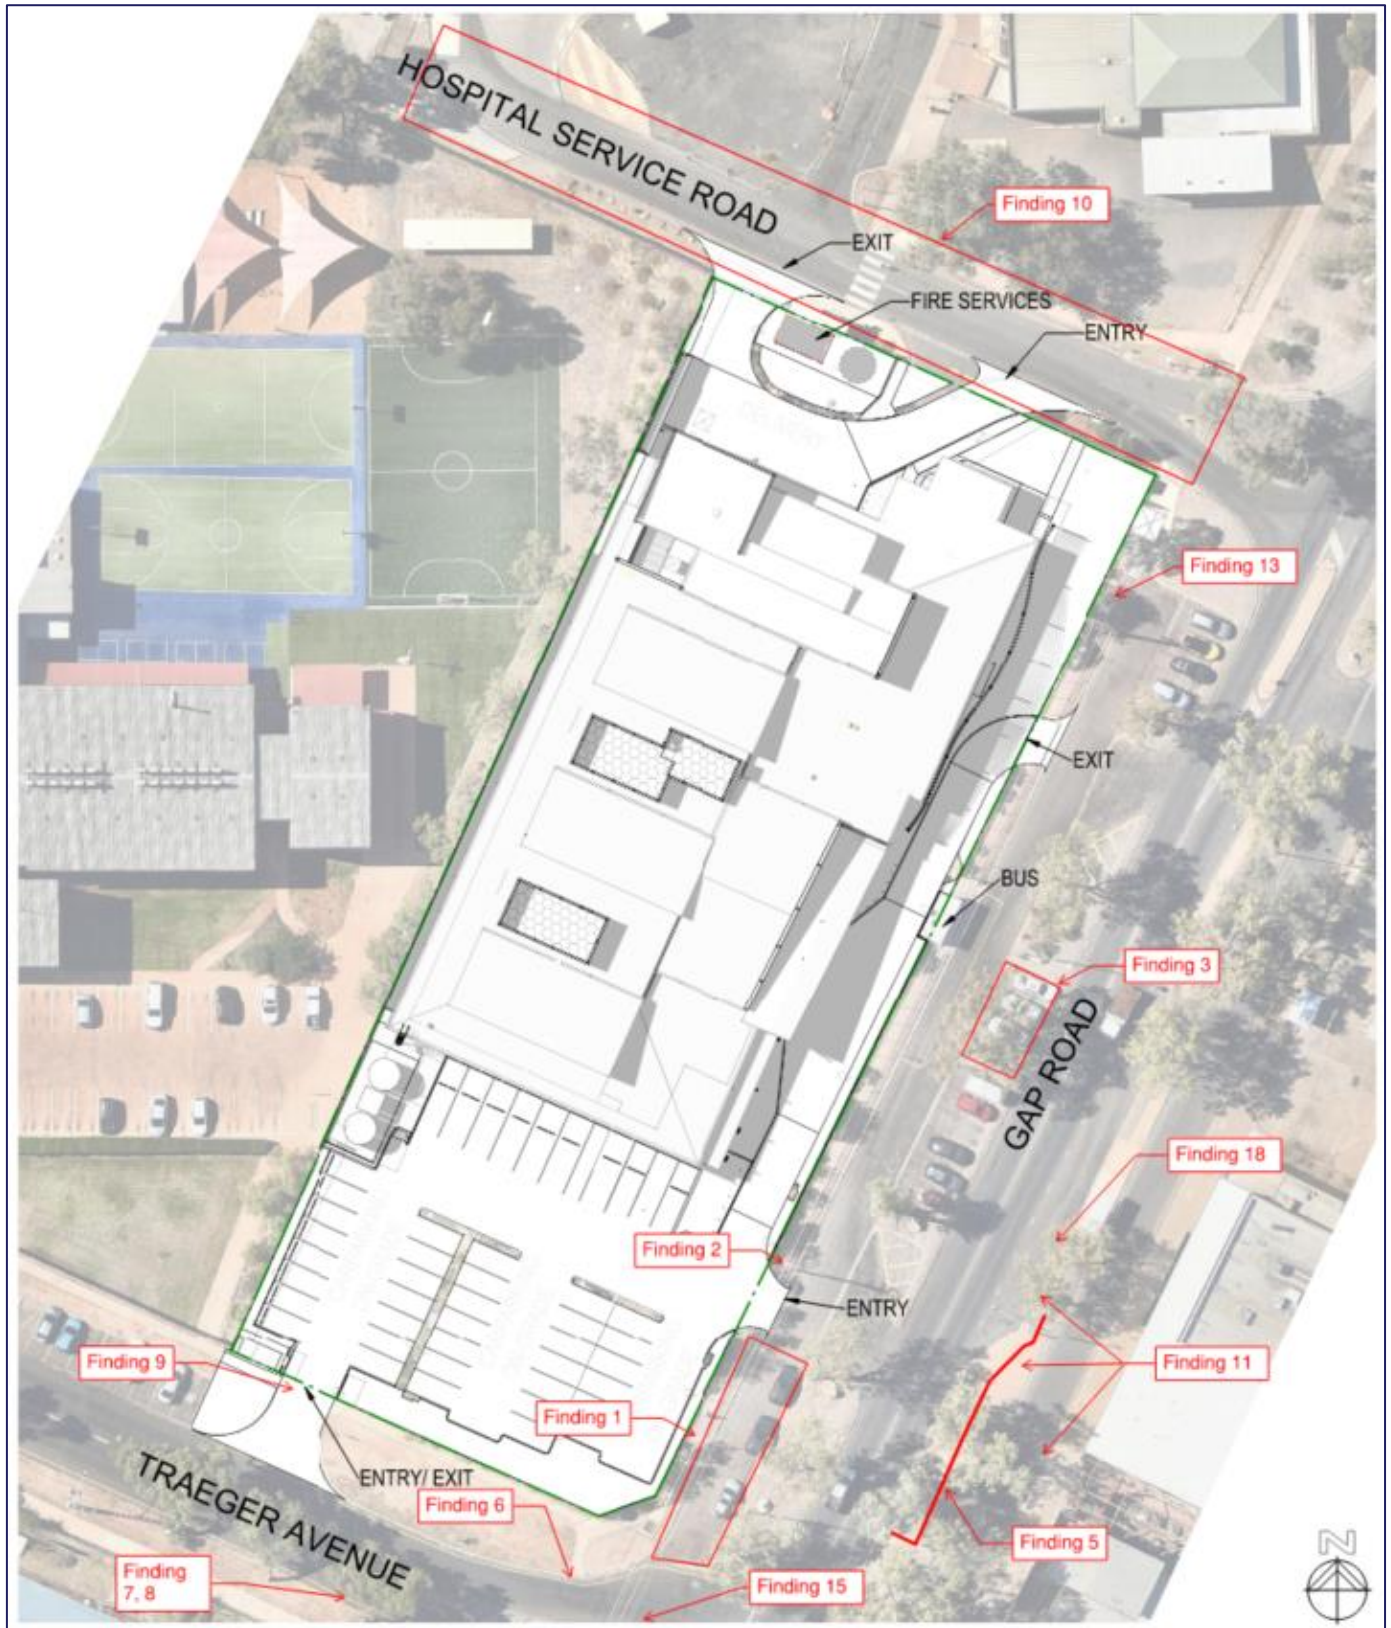 HOSPITAL SERVICE ROAD
Finding 10
EXIT
FIRE SERVICES
ENTRY
Finding 13
EXIT
BUS
Finding 3
GAP ROAD
Finding 18
Finding 2
ENTRY
Finding 9
Finding 11
Finding 1
ENTRY/ EXIT
Finding 6
TRAEGER AVENUE
Finding 5
Finding
7, 8
Finding 15
N